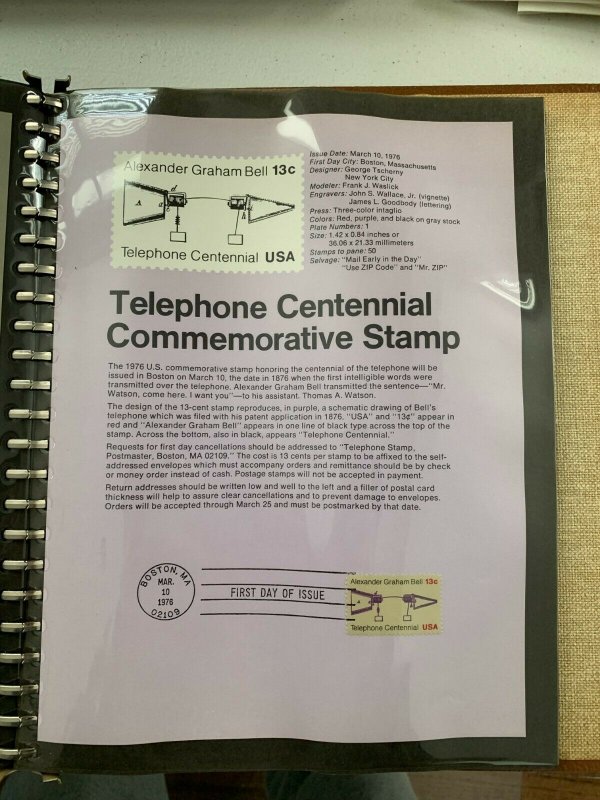 Alexander Graham Bell 13c
A
a
d
h
Telephone Centennial USA
Issue Date: March 10, 1976
First Day City: Boston, Massachusetts
Designer: George Tscherny
New York City
Modeler: Frank J. Waslick
Engravers: John S. Wallace, Jr. (vignette)
James L. Goodbody (lettering)
Press: Three-color intaglio
Colors: Red, purple, and black on gray stock
Plate Numbers: 1
Size: 1.42 x 0.84 inches or
36.06 x 21.33 millimeters
Stamps to pane: 50
Selvage: "Mail Early in the Day"
"Use ZIP Code" and "Mr. ZIP"
Telephone Centennial
Commemorative Stamp
The 1976 U.S. commemorative stamp honoring the centennial of the telephone will be
issued in Boston on March 10, the date in 1876 when the first intelligible words were
transmitted over the telephone. Alexander Graham Bell transmitted the sentence—"Mr.
Watson, come here. I want you"—to his assistant. Thomas A. Watson.
The design of the 13-cent stamp reproduces, in purple, a schematic drawing of Bell's
telephone which was filed with his patent application in 1876. "USA" and "13¢" appear in
red and "Alexander Graham Bell" appears in one line of black type across the top of the
stamp. Across the bottom, also in black, appears "Telephone Centennial."
Requests for first day cancellations should be addressed to "Telephone Stamp,
Postmaster, Boston, MA 02109." The cost is 13 cents per stamp to be affixed to the self-
addressed envelopes which must accompany orders and remittance should be by check
or money order instead of cash. Postage stamps will not be accepted in payment.
Return addresses should be written low and well to the left and a filler of postal card
thickness will help to assure clear cancellations and to prevent damage to envelopes.
Orders will be accepted through March 25 and must be postmarked by that date.
BOSTON, MA
MAR.
10
1976
02109
FIRST DAY OF ISSUE
Alexander Graham Bell 13c
Telephone Centennial USA